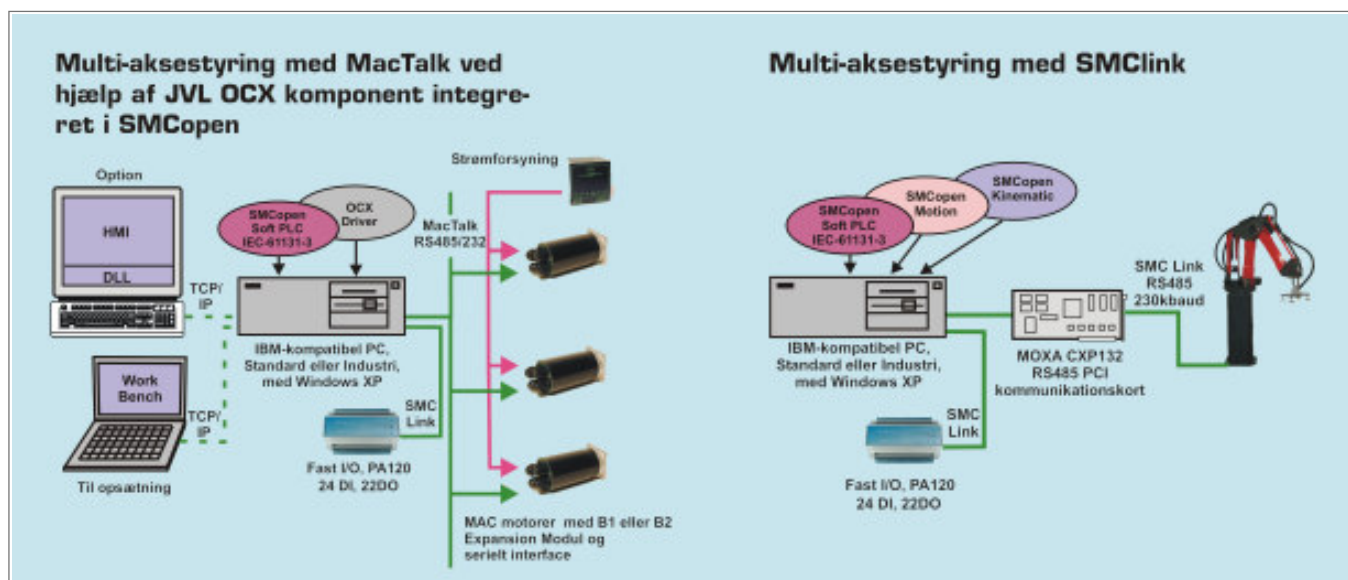 Multi-aksestyring med MacTalk ved
hjælp af JVL OCX komponent integre-
ret i SMCopen
Option
HMI
DLL
TCP/
IP
Work
Bench
TCP/
IP
Til opsætning
SMCopen
Soft PLC
IEC-61131-3
OCX
Driver
IBM-kompatibel PC,
Standard eller Industri,
med Windows XP
SMC
Link
Fast I/O, PA120
24 DI, 22DO
Strømforsyning
MacTalk
RS485/232
MAC motorer med B1 eller B2
Expansion Modul og
serielt interface
Multi-aksestyring med SMClink
SMCopen
Soft PLC
IEC-61131-3
SMCopen
Motion
SMCopen
Kinematic
IBM-kompatibel PC,
Standard eller Industri,
med Windows XP
SMC
Link
Fast I/O, PA120
24 DI, 22DO
MOXA CXP132
RS485 PCI
kommunikationskort
SMC Link
RS485
230kbaud